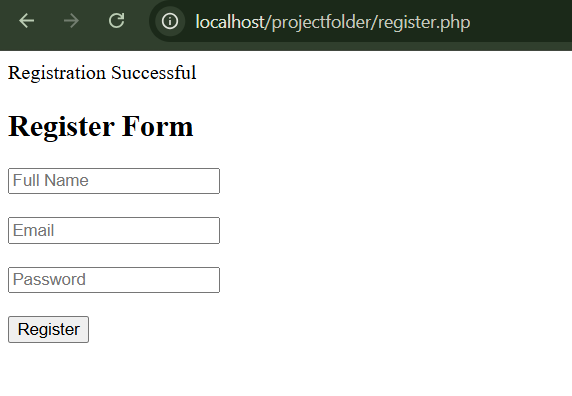 localhost/projectfolder/register.php
Registration Successful
Register Form
Full Name
Email
Password
Register